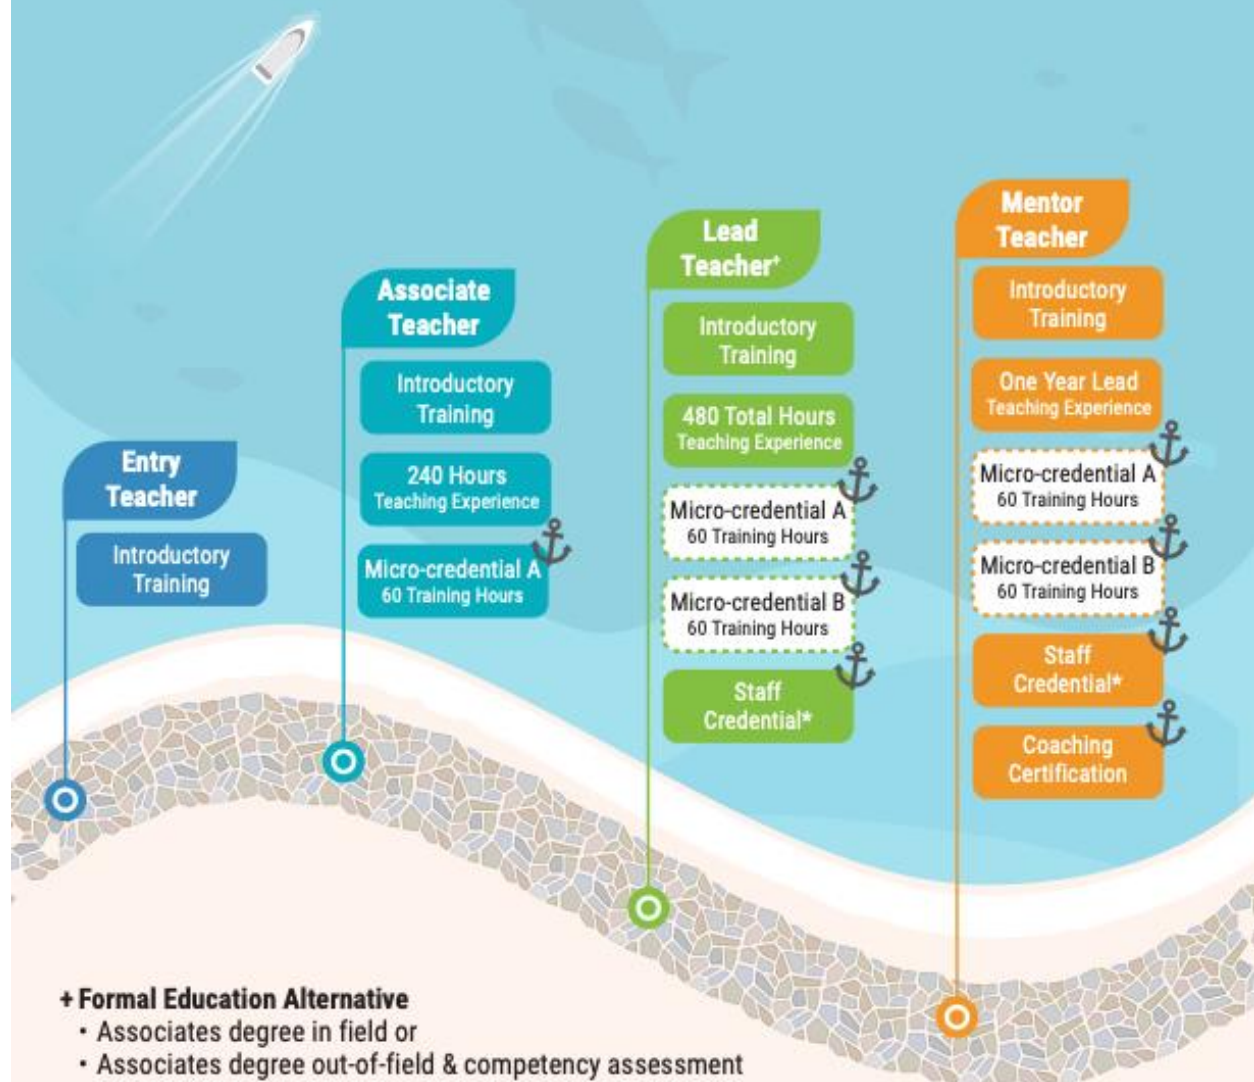 Entry
Teacher
Introductory
Training
Associate
Teacher
Introductory
Training
240 Hours
Teaching Experience
Micro-credential A
60 Training Hours
Lead
Teacher+
Introductory
Training
480 Total Hours
Teaching Experience
Micro-credential A
60 Training Hours
Micro-credential B
60 Training Hours
Staff
Credential*
Mentor
Teacher
Introductory
Training
One Year Lead
Teaching Experience
Micro-credential A
60 Training Hours
Micro-credential B
60 Training Hours
Staff
Credential*
Coaching
Certification
+ Formal Education Alternative
• Associates degree in field or
• Associates degree out-of-field & competency assessment